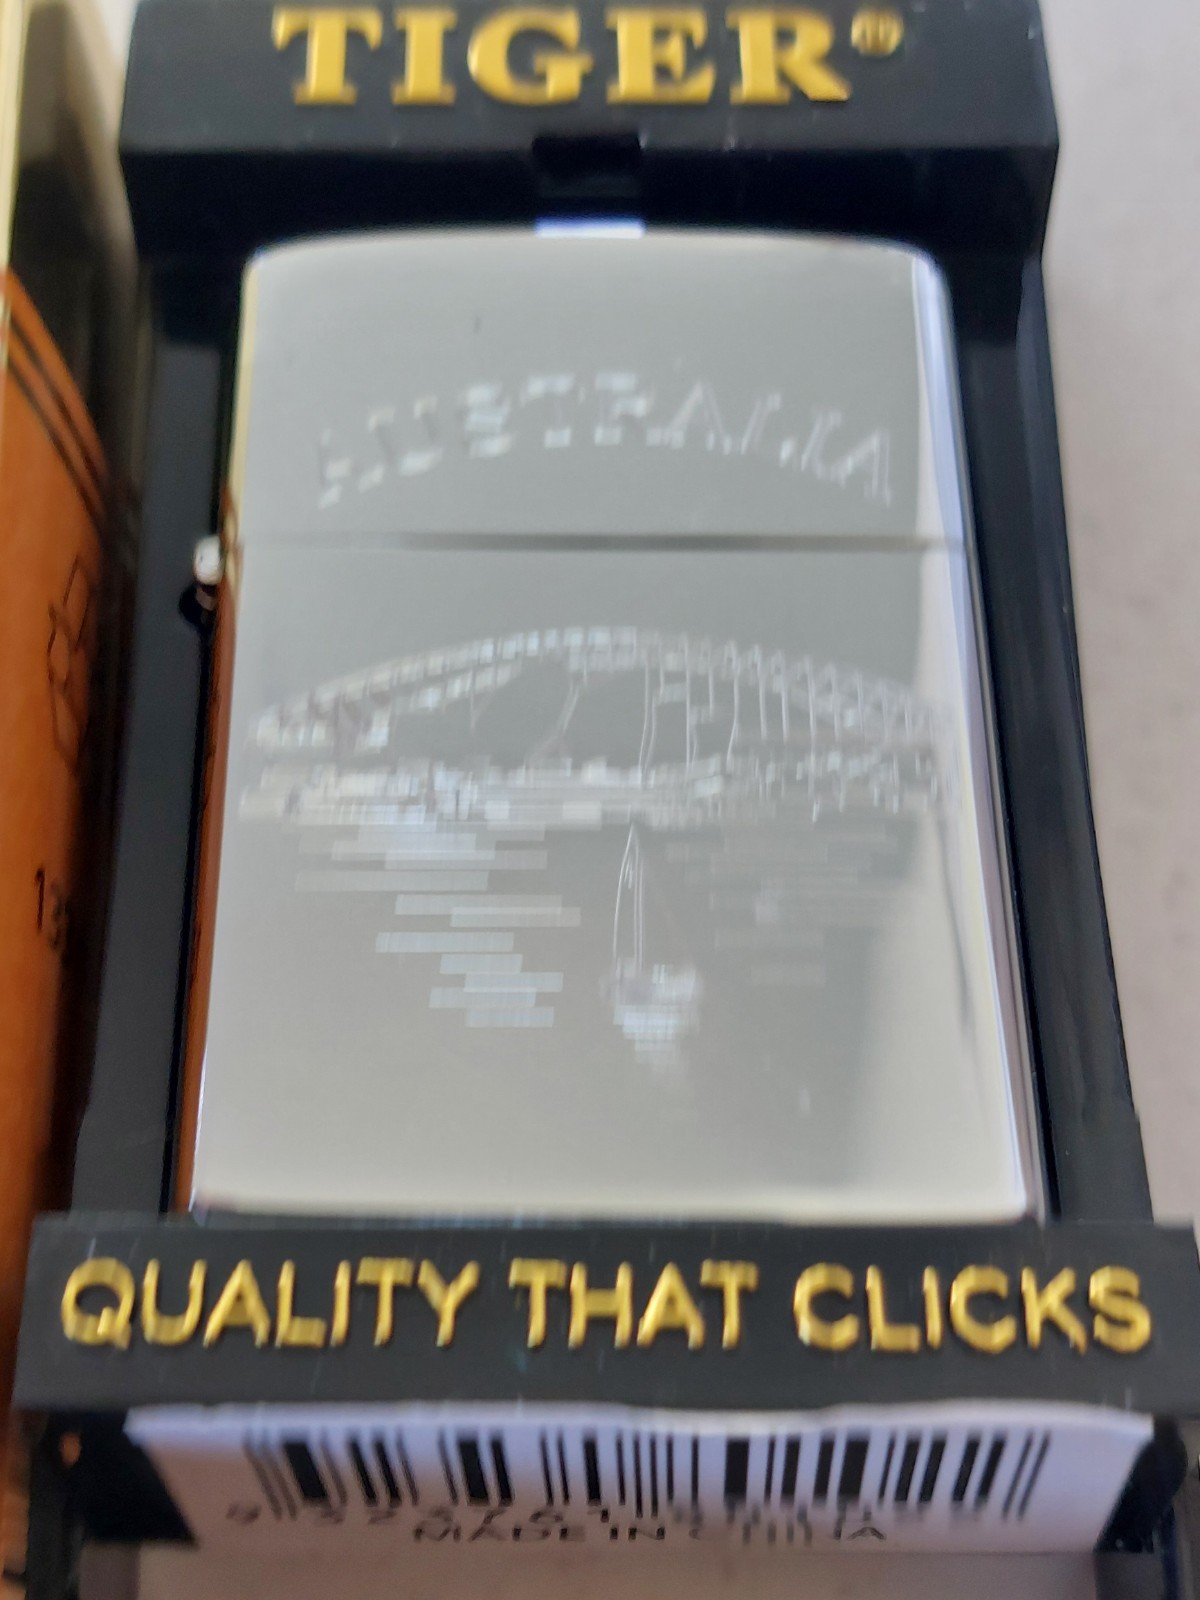 TIGER®
AUSTRALIA
QUALITY THAT CLICKS
MADE IN CHINA